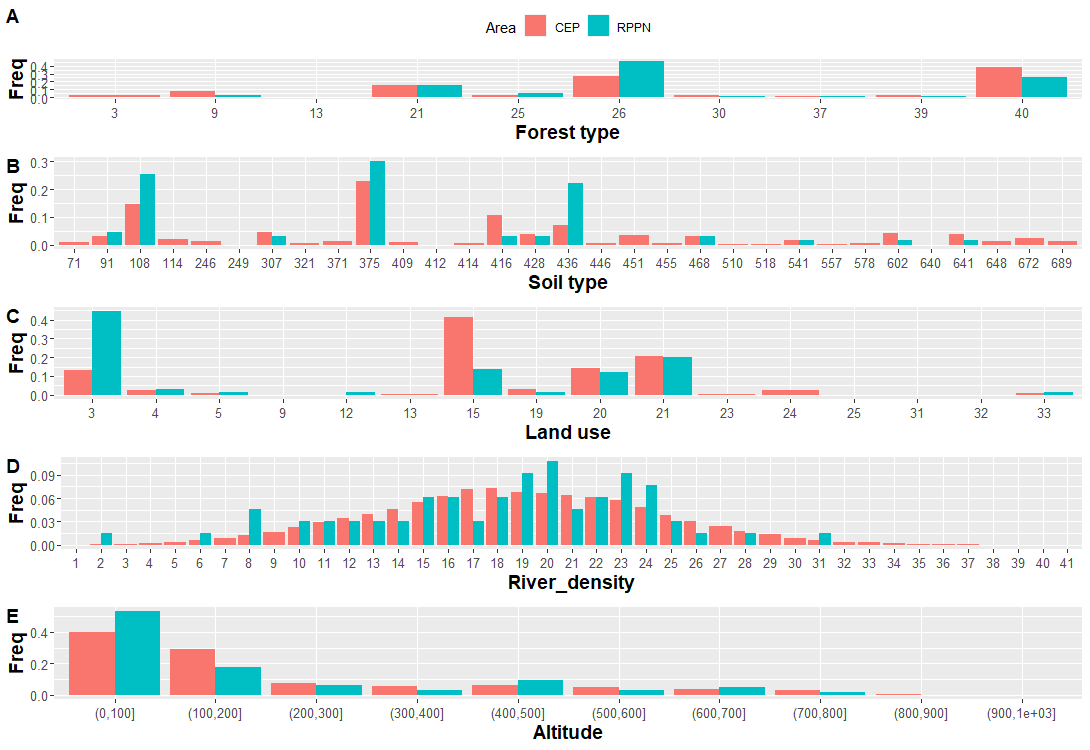 A
Area CEP RPPN
Freq
0.4
0.3
0.2
0.1
0.0
3 9 13 21 25 26 30 37 39 40
Forest type
B
Freq
0.3
0.2
0.1
0.0
71 91 108 114 246 249 307 321 371 375 409 412 414 416 428 436 446 451 455 468 510 518 541 557 578 602 640 641 648 672 689
Soil type
C
Freq
0.4
0.3
0.2
0.1
0.0
3 4 5 9 12 13 15 19 20 21 23 24 25 31 32 33
Land use
D
Freq
0.09
0.06
0.03
0.00
1 2 3 4 5 6 7 8 9 10 11 12 13 14 15 16 17 18 19 20 21 22 23 24 25 26 27 28 29 30 31 32 33 34 35 36 37 38 39 40 41
River_density
E
Freq
0.4
0.2
0.0
(0,100] (100,200] (200,300] (300,400] (400,500] (500,600] (600,700] (700,800] (800,900] (900,1e+03]
Altitude